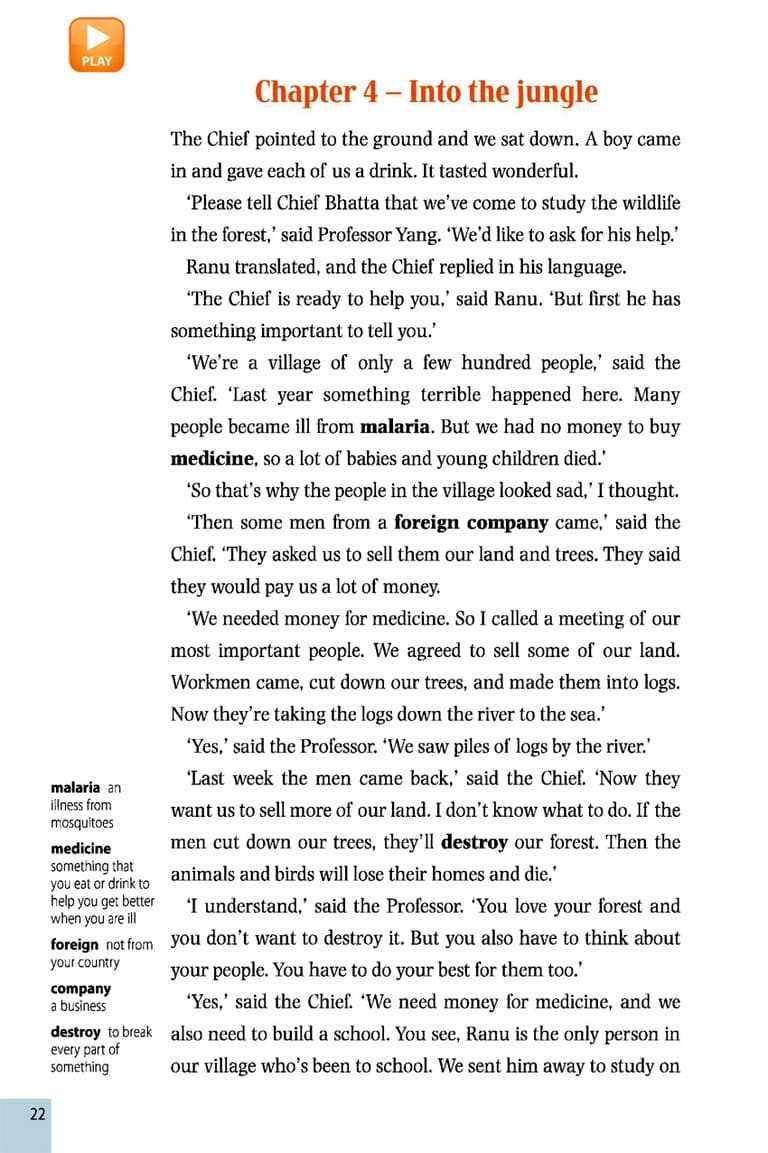 PLAY
Chapter 4 – Into the jungle
The Chief pointed to the ground and we sat down. A boy came
in and gave each of us a drink. It tasted wonderful.
‘Please tell Chief Bhatta that we’ve come to study the wildlife
in the forest,’ said Professor Yang. ‘We’d like to ask for his help.’
Ranu translated, and the Chief replied in his language.
‘The Chief is ready to help you,’ said Ranu. ‘But first he has
something important to tell you.’
‘We’re a village of only a few hundred people,’ said the
Chief. ‘Last year something terrible happened here. Many
people became ill from malaria. But we had no money to buy
medicine, so a lot of babies and young children died.’
‘So that’s why the people in the village looked sad,’ I thought.
‘Then some men from a foreign company came,’ said the
Chief. ‘They asked us to sell them our land and trees. They said
they would pay us a lot of money.
‘We needed money for medicine. So I called a meeting of our
most important people. We agreed to sell some of our land.
Workmen came, cut down our trees, and made them into logs.
Now they’re taking the logs down the river to the sea.’
‘Yes,’ said the Professor. ‘We saw piles of logs by the river.’
‘Last week the men came back,’ said the Chief. ‘Now they
want us to sell more of our land. I don’t know what to do. If the
men cut down our trees, they’ll destroy our forest. Then the
animals and birds will lose their homes and die.’
‘I understand,’ said the Professor. ‘You love your forest and
you don’t want to destroy it. But you also have to think about
your people. You have to do your best for them too.’
‘Yes,’ said the Chief. ‘We need money for medicine, and we
also need to build a school. You see, Ranu is the only person in
our village who’s been to school. We sent him away to study on
malaria an
illness from
mosquitoes
medicine
something that
you eat or drink to
help you get better
when you are ill
foreign not from
your country
company
a business
destroy to break
every part of
something
22